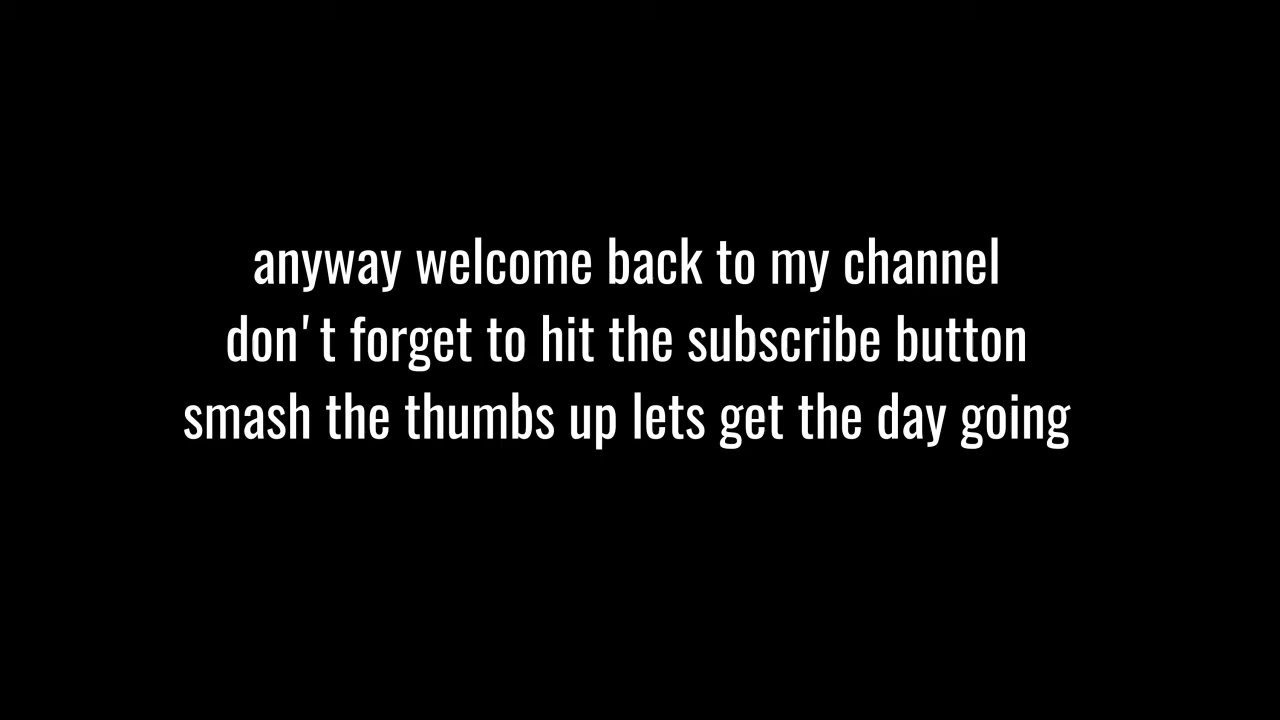 anyway welcome back to my channel
don't forget to hit the subscribe button
smash the thumbs up lets get the day going